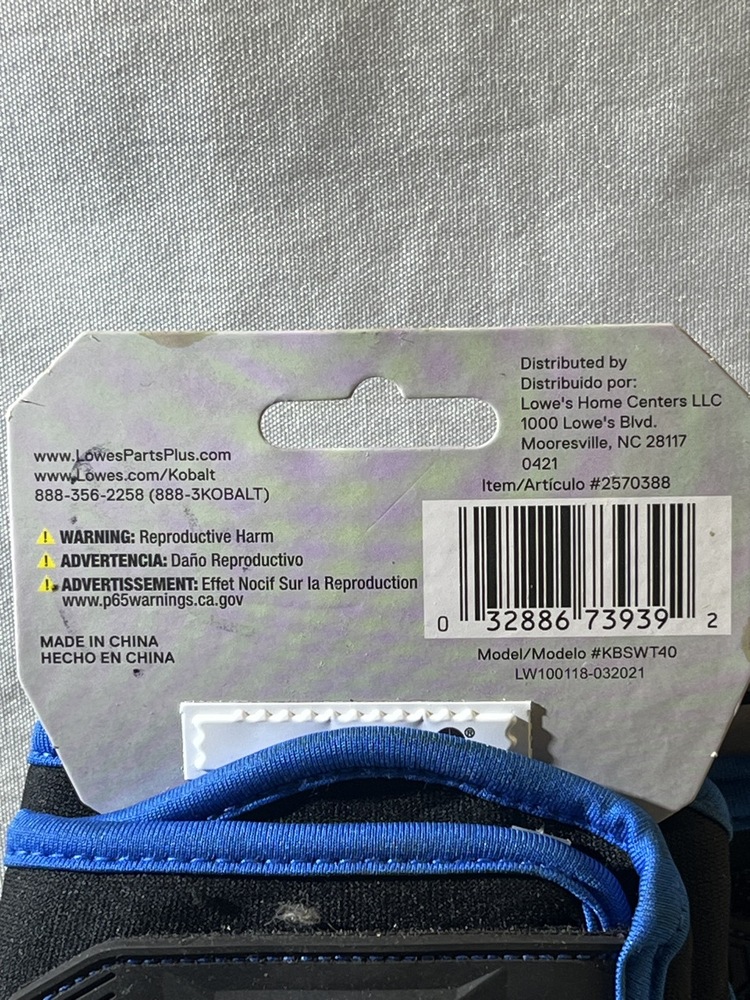 www.LowesPartsPlus.com
www.Lowes.com/Kobalt
888-356-2258 (888-3KOBALT)
WARNING: Reproductive Harm
ADVERTENCIA: Daño Reproductivo
ADVERTISSEMENT: Effet Nocif Sur la Reproduction
www.p65warnings.ca.gov
MADE IN CHINA
HECHO EN CHINA
Distributed by
Distribuido por:
Lowe's Home Centers LLC
1000 Lowe's Blvd.
Mooresville, NC 28117
0421
Item/Artículo #2570388
0 32886 73939 2
Model/Modelo #KBSWT40
LW100118-032021
®